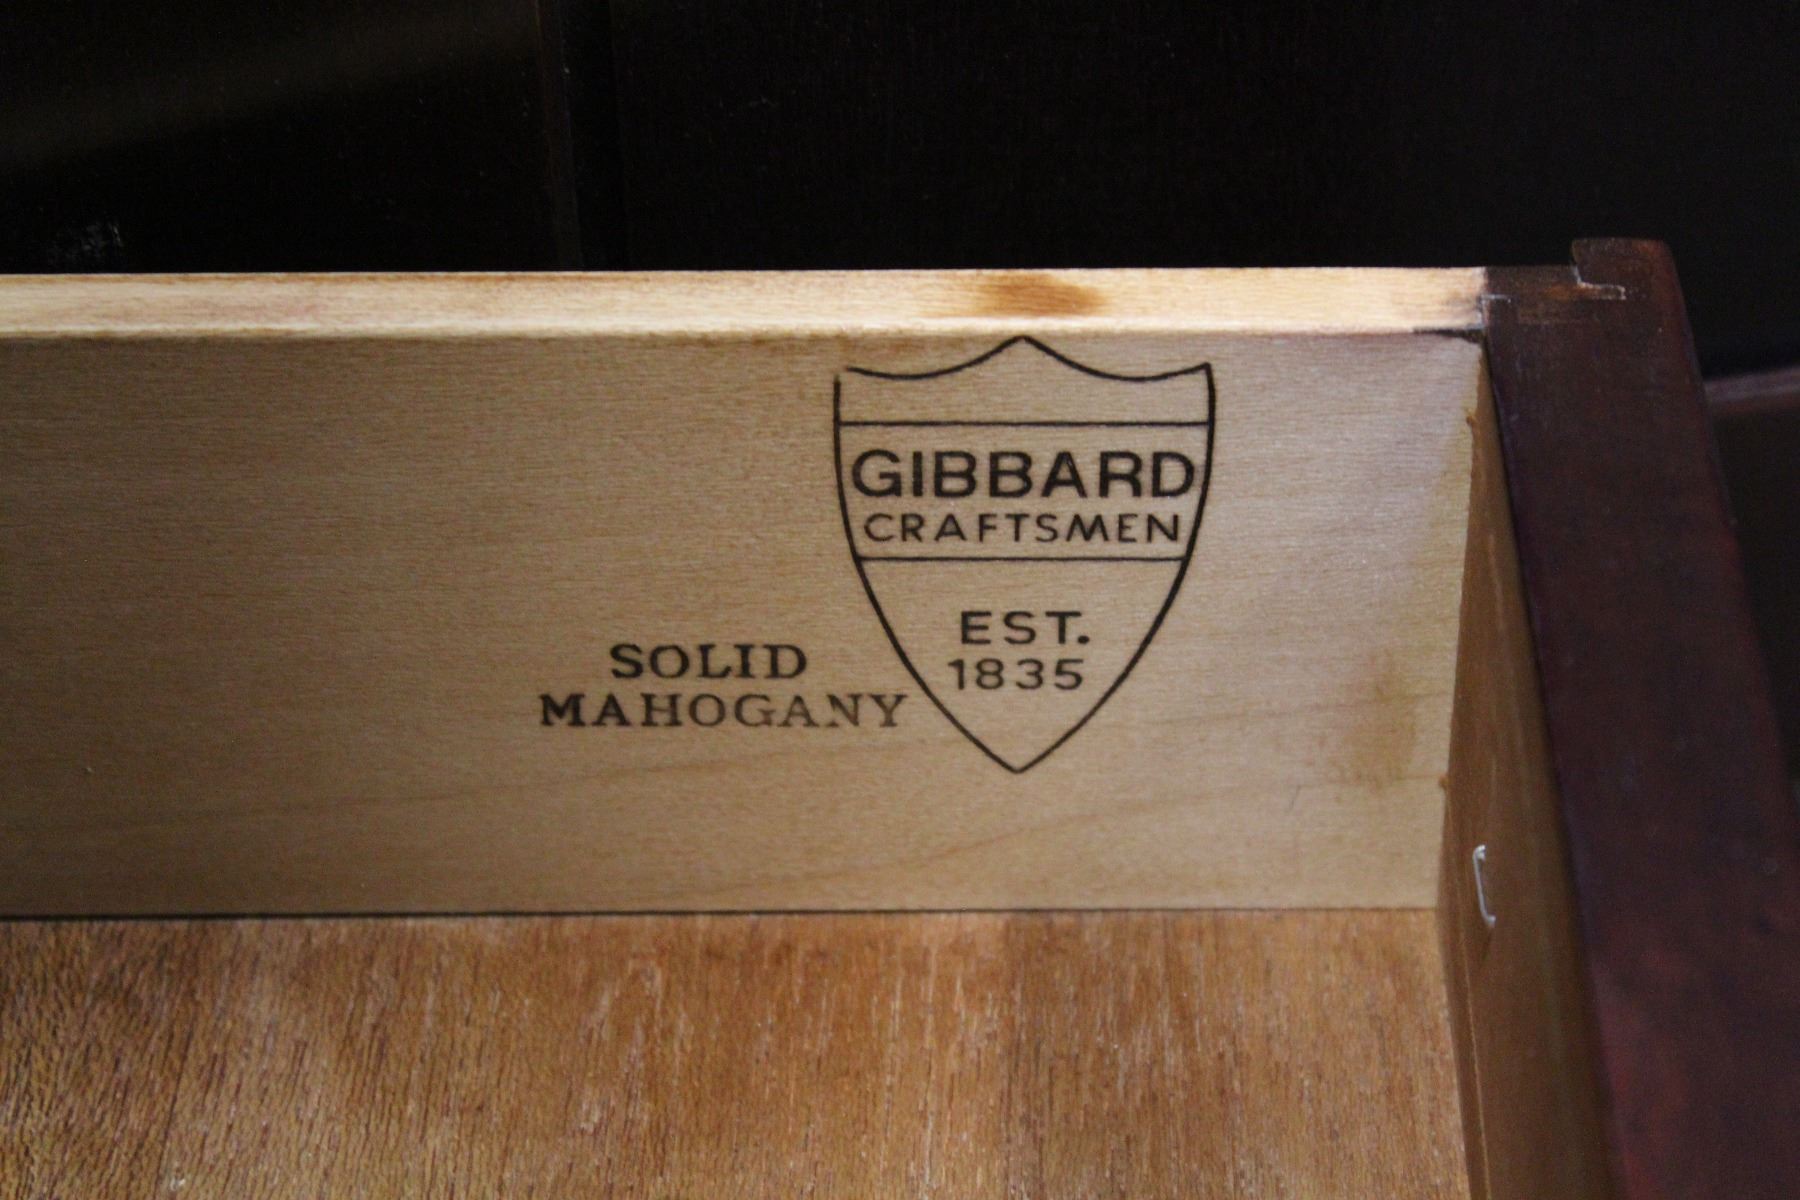 GIBBARD
CRAFTSMEN
EST.
1835
SOLID
MAHOGANY